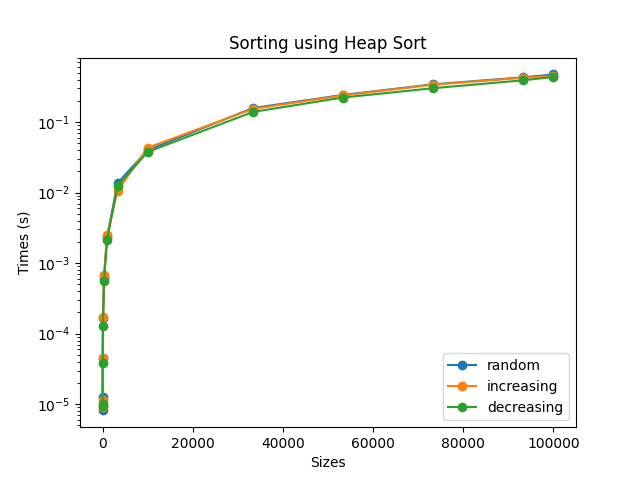 Sorting using Heap Sort
Times (s)
10⁻¹
10⁻²
10⁻³
10⁻⁴
10⁻⁵
0 20000 40000 60000 80000 100000
Sizes
random
increasing
decreasing